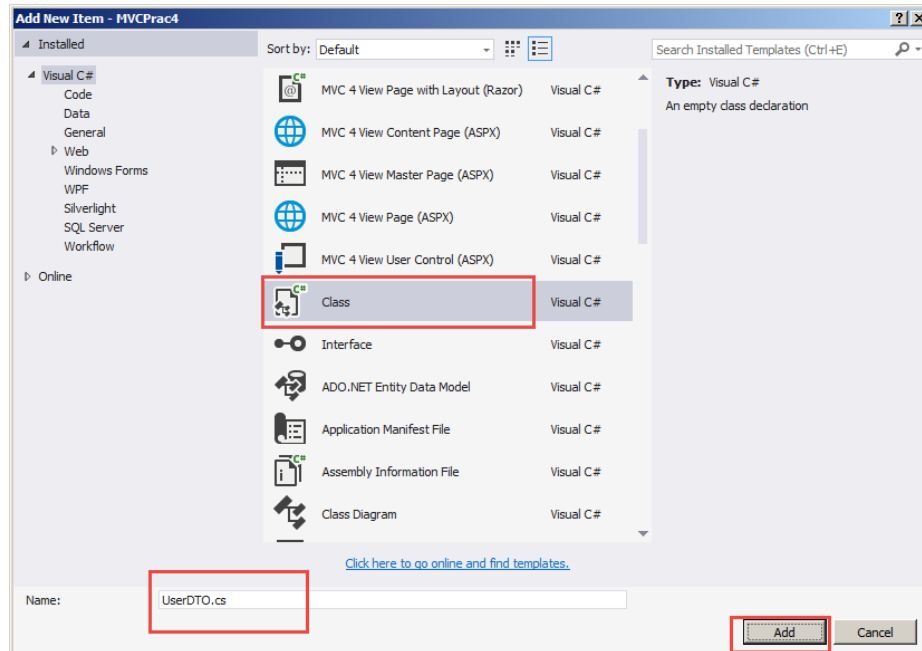 Add New Item - MVCPrac4
Installed
Sort by: Default
Search Installed Templates (Ctrl+E)
Visual C#
Code
Data
General
Web
Windows Forms
WPF
Silverlight
SQL Server
Workflow
Online
MVC 4 View Page with Layout (Razor) Visual C#
MVC 4 View Content Page (ASPX) Visual C#
MVC 4 View Master Page (ASPX) Visual C#
MVC 4 View Page (ASPX) Visual C#
MVC 4 View User Control (ASPX) Visual C#
Class Visual C#
Interface Visual C#
ADO.NET Entity Data Model Visual C#
Application Manifest File Visual C#
Assembly Information File Visual C#
Class Diagram Visual C#
Type: Visual C#
An empty class declaration
Click here to go online and find templates.
Name: UserDTO.cs
Add Cancel